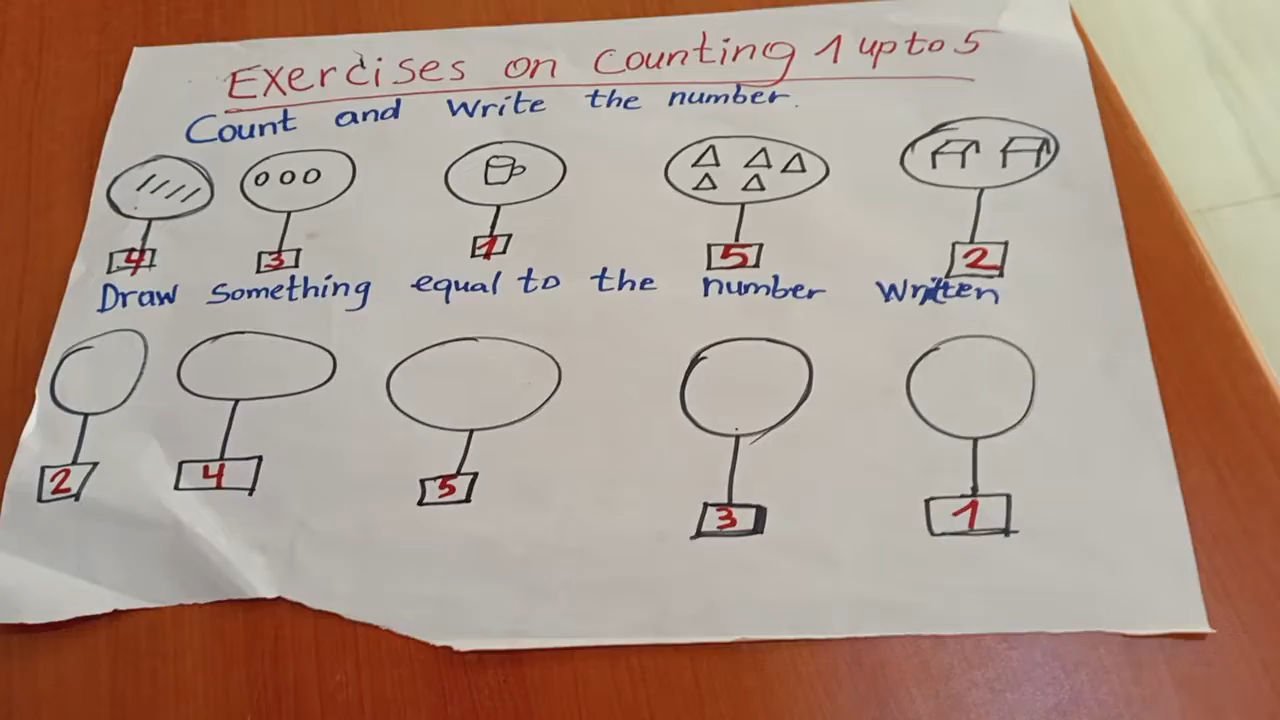 Exercises on Counting 1 up to 5
Count and Write the number.
4 3 1 5 2
Draw Something equal to the number Written
2 4 5 3 1